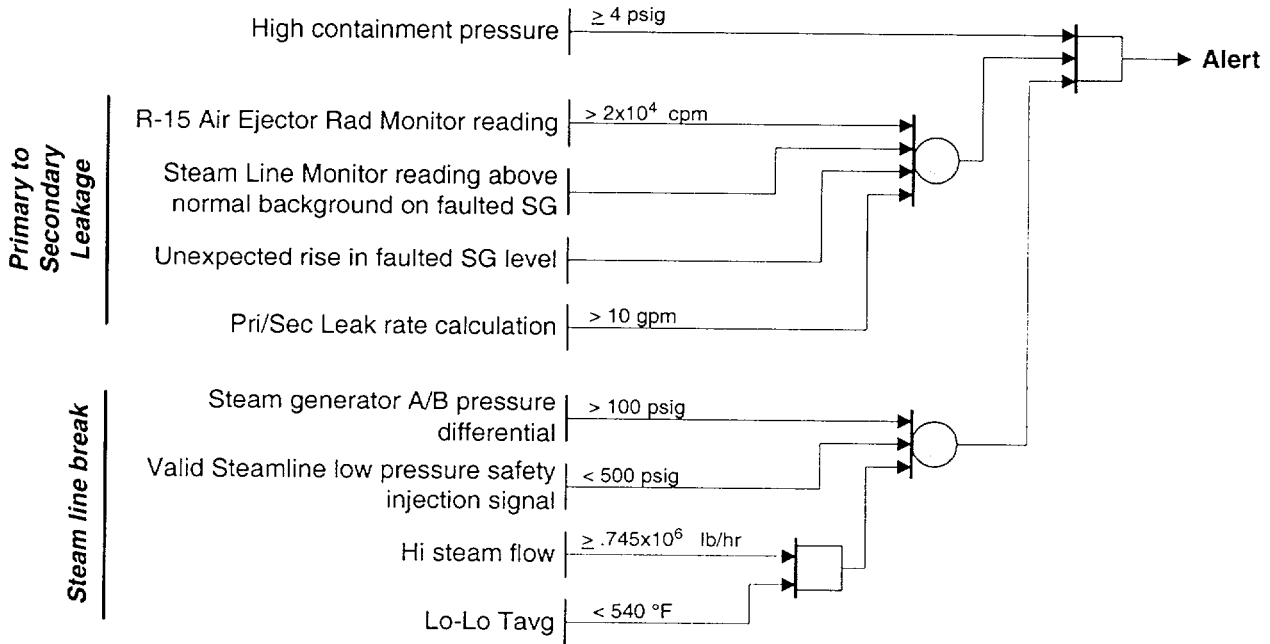 High containment pressure
≥ 4 psig
Alert
Primary to
Secondary
Leakage
R-15 Air Ejector Rad Monitor reading
> 2x10⁴ cpm
Steam Line Monitor reading above
normal background on faulted SG
Unexpected rise in faulted SG level
Pri/Sec Leak rate calculation
> 10 gpm
Steam line break
Steam generator A/B pressure
differential
> 100 psig
Valid Steamline low pressure safety
injection signal
< 500 psig
Hi steam flow
≥ .745x10⁶ lb/hr
Lo-Lo Tavg
< 540 °F